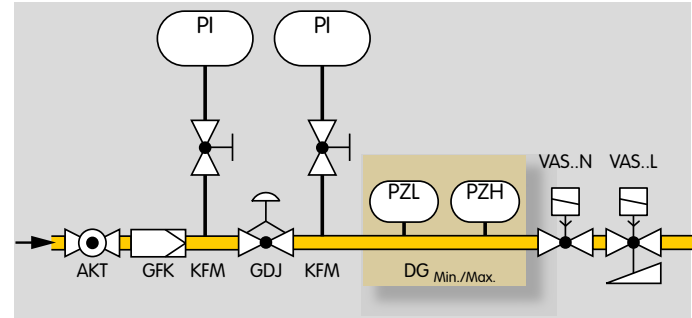 PI PI
VAS..N VAS..L
PZL PZH
AKT GFK KFM GDJ KFM DG Min./Max.